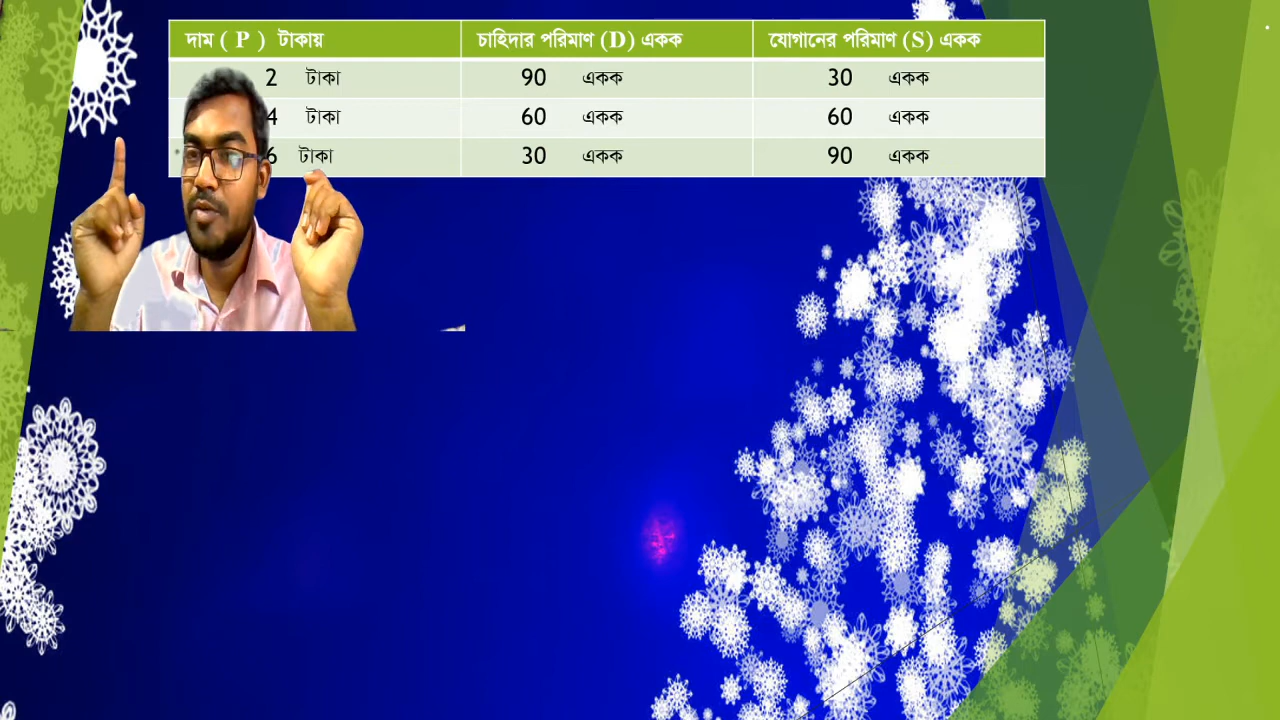 দাম ( P ) টাকায় চাহিদার পরিমাণ (D) একক যোগানের পরিমাণ (S) একক
2 টাকা 90 একক 30 একক
4 টাকা 60 একক 60 একক
6 টাকা 30 একক 90 একক